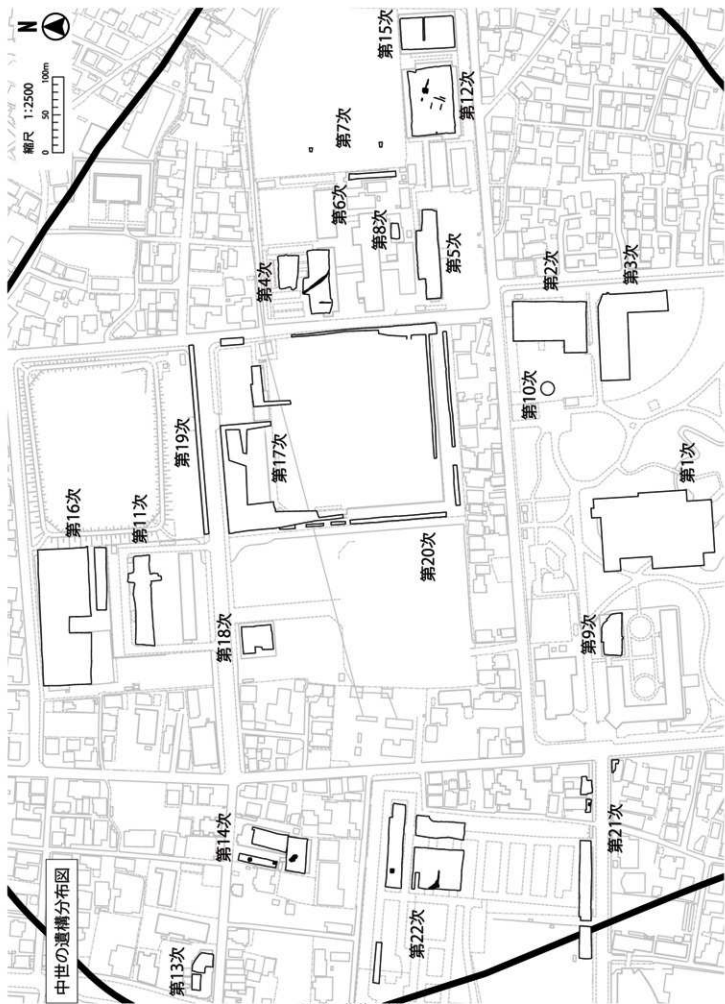 中世の遺構分布図
N
縮尺 1:2500
0 50 100m
第15次
第12次
第7次
第6次
第8次
第5次
第4次
第2次
第3次
第10次
第19次
第17次
第1次
第16次
第11次
第20次
第18次
第9次
第14次
第21次
第22次
第13次